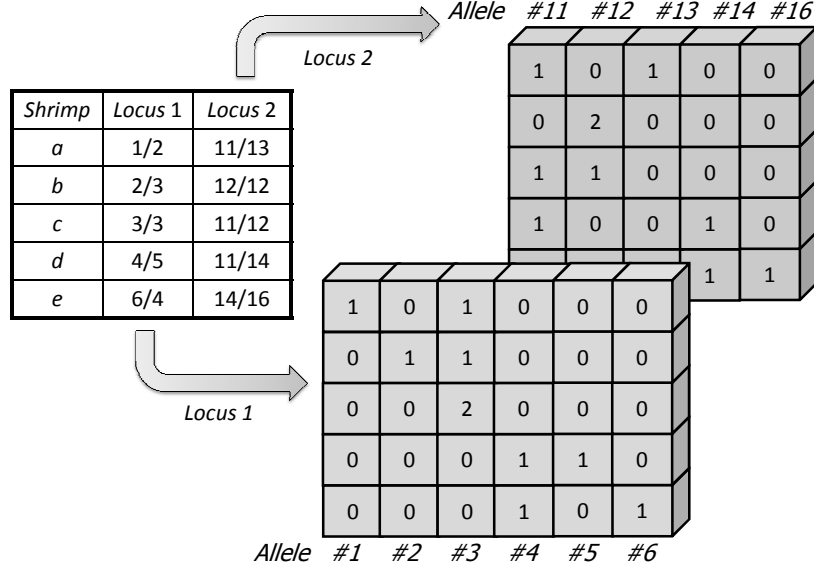 Allele #11 #12 #13 #14 #16
Locus 2
1 0 1 0 0
0 2 0 0 0
1 1 0 0 0
1 0 0 1 0
1 1
Shrimp Locus 1 Locus 2
a 1/2 11/13
b 2/3 12/12
c 3/3 11/12
d 4/5 11/14
e 6/4 14/16
Locus 1
1 0 1 0 0 0
0 1 1 0 0 0
0 0 2 0 0 0
0 0 0 1 1 0
0 0 0 1 0 1
Allele #1 #2 #3 #4 #5 #6